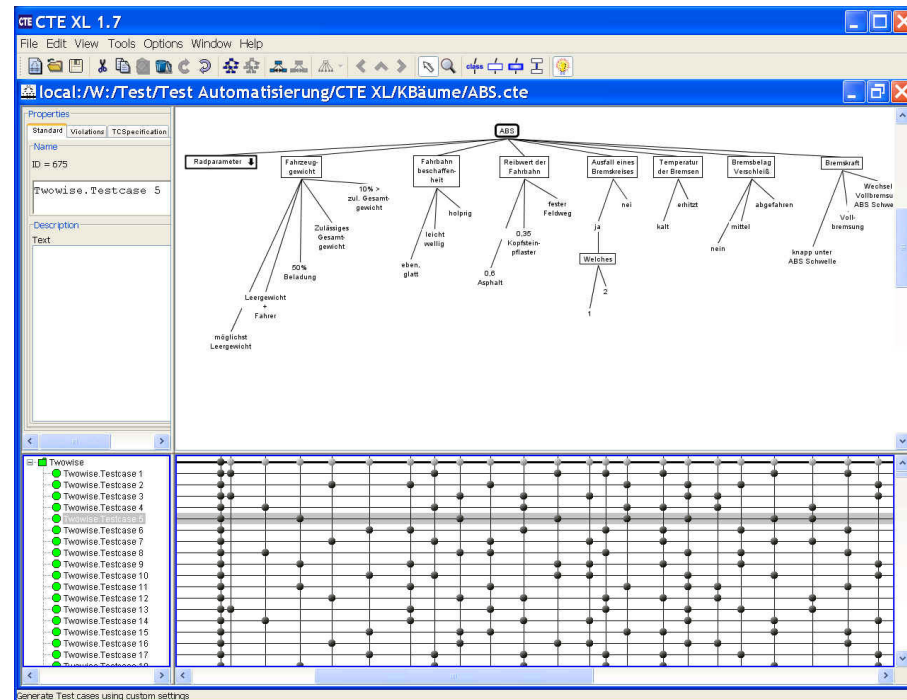 CTE CTE XL 1.7
File Edit View Tools Options Window Help
class
local:/W:/Test/Test Automatisierung/CTE XL/KBäume/ABS.cte
Properties
Standard Violations TCSpecification
Name
ID = 675
Twowise.Testcase 5
Description
Text
ABS
Radparameter
Fahrzeug-
gewicht
Fahrbahn
beschaffen-
heit
Reibwert der
Fahrbahn
Ausfall eines
Bremskreises
Temperatur
der Bremsen
Bremsbelag
Verschleiß
Bremskraft
möglichst
Leergewicht
Leergewicht
+
Fahrer
50%
Beladung
Zulässiges
Gesamt-
gewicht
10% >
zul. Gesamt-
gewicht
eben,
glatt
leicht
wellig
holprig
0,6
Asphalt
0,35
Kopfstein-
pflaster
fester
Feldweg
ja
nei
Welches
1
2
kalt
erhitzt
nein
mittel
abgefahren
knapp unter
ABS Schwelle
Voll-
bremsung
Wechsel
Vollbremsu
ABS Schwe
Twowise
Twowise.Testcase 1
Twowise.Testcase 2
Twowise.Testcase 3
Twowise.Testcase 4
Twowise.Testcase 5
Twowise.Testcase 6
Twowise.Testcase 7
Twowise.Testcase 8
Twowise.Testcase 9
Twowise.Testcase 10
Twowise.Testcase 11
Twowise.Testcase 12
Twowise.Testcase 13
Twowise.Testcase 14
Twowise.Testcase 15
Twowise.Testcase 16
Twowise.Testcase 17
Generate Test cases using custom settings